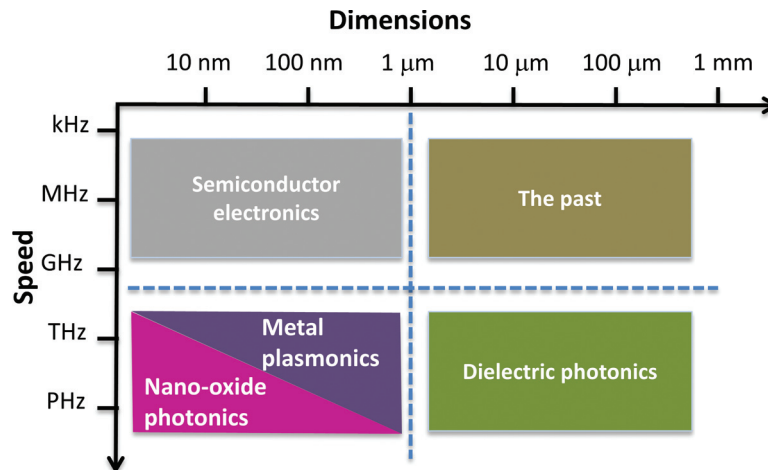 Dimensions
10 nm 100 nm 1 μm 10 μm 100 μm 1 mm
Speed
kHz
MHz
GHz
THz
PHz
Semiconductor
electronics
The past
Metal
plasmonics
Nano-oxide
photonics
Dielectric photonics